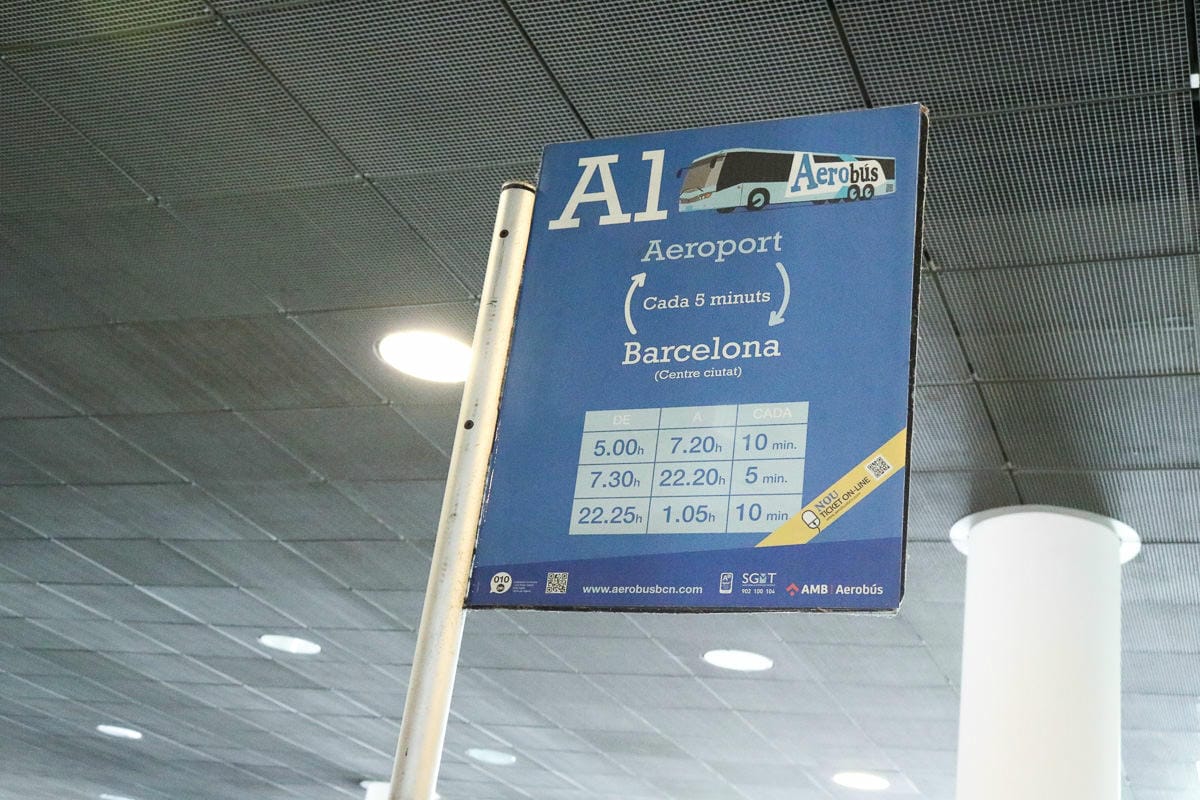 A1
Aerobús
Aeroport
Cada 5 minuts
Barcelona
(Centre ciutat)
DE A CADA
5.00h 7.20h 10 min.
7.30h 22.20h 5 min.
22.25h 1.05h 10 min.
NOU
TICKET ON-LINE
010
www.aerobusbcn.com
SGMT
902 100 104
AMB | Aerobús